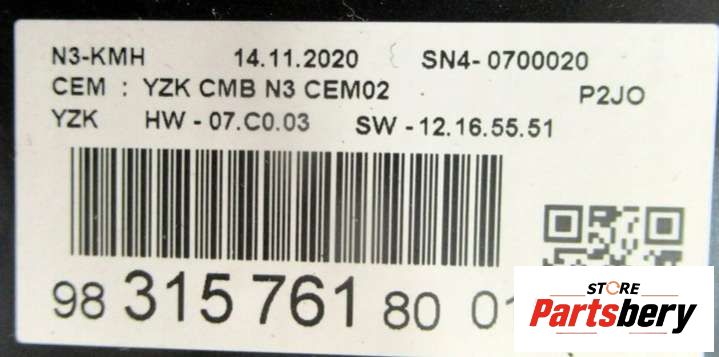 N3-KMH 14.11.2020 SN4- 0700020
CEM : YZK CMB N3 CEM02 P2JO
YZK HW - 07.C0.03 SW - 12.16.55.51
98 315 761 80 01
STORE
Partsbery